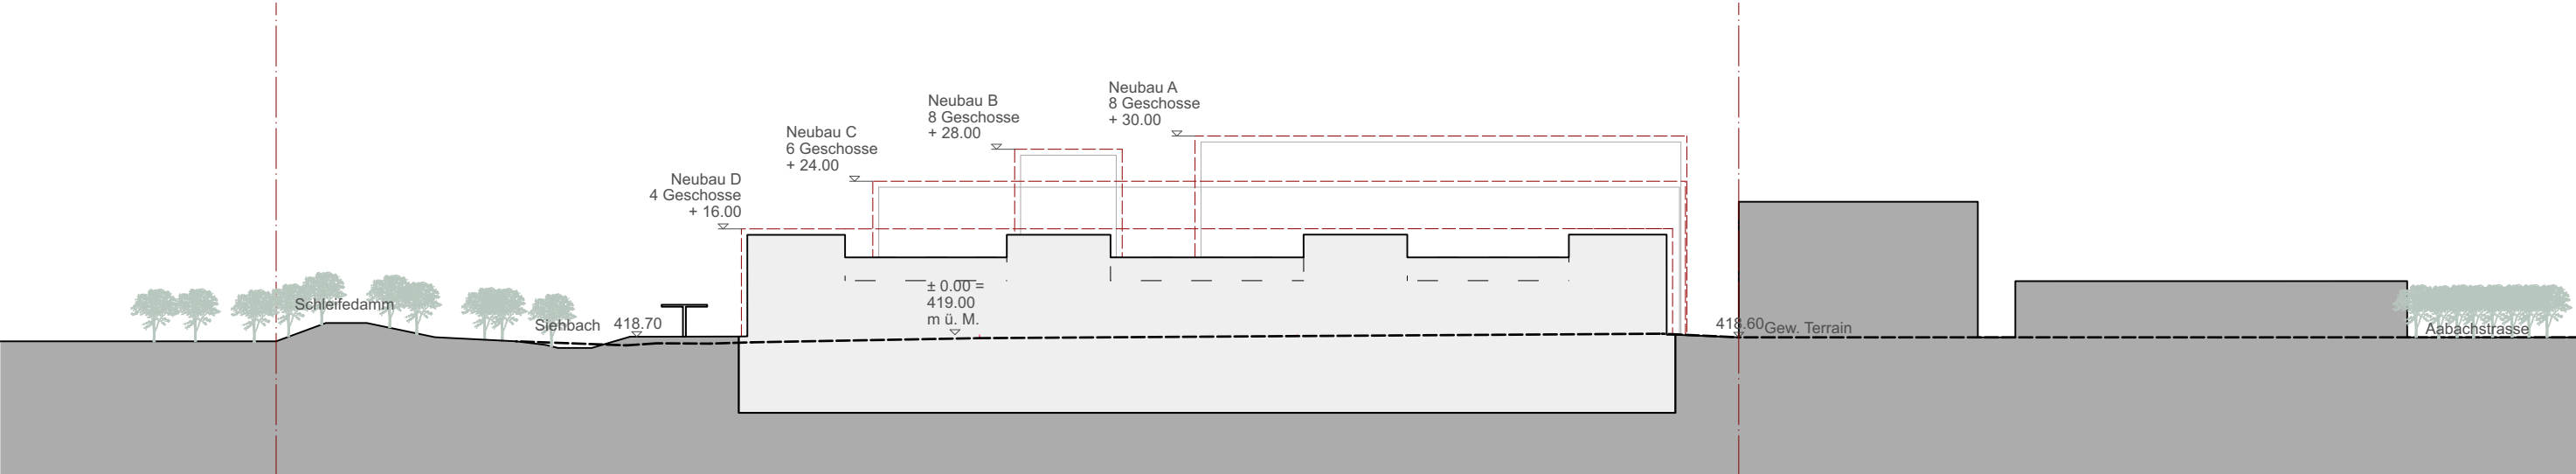 Neubau A
8 Geschosse
+ 30.00
Neubau B
8 Geschosse
+ 28.00
Neubau C
6 Geschosse
+ 24.00
Neubau D
4 Geschosse
+ 16.00
± 0.00 =
419.00
m ü. M.
Schleifedamm
Siehbach
418.70
418.60
Gew. Terrain
Aabachstrasse